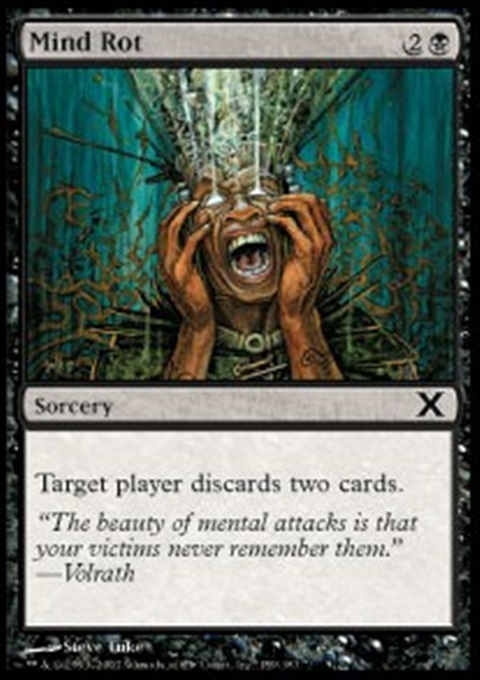 Mind Rot
2
Sorcery
X
Target player discards two cards.
“The beauty of mental attacks is that
your victims never remember them.”
—Volrath
Steve Luke